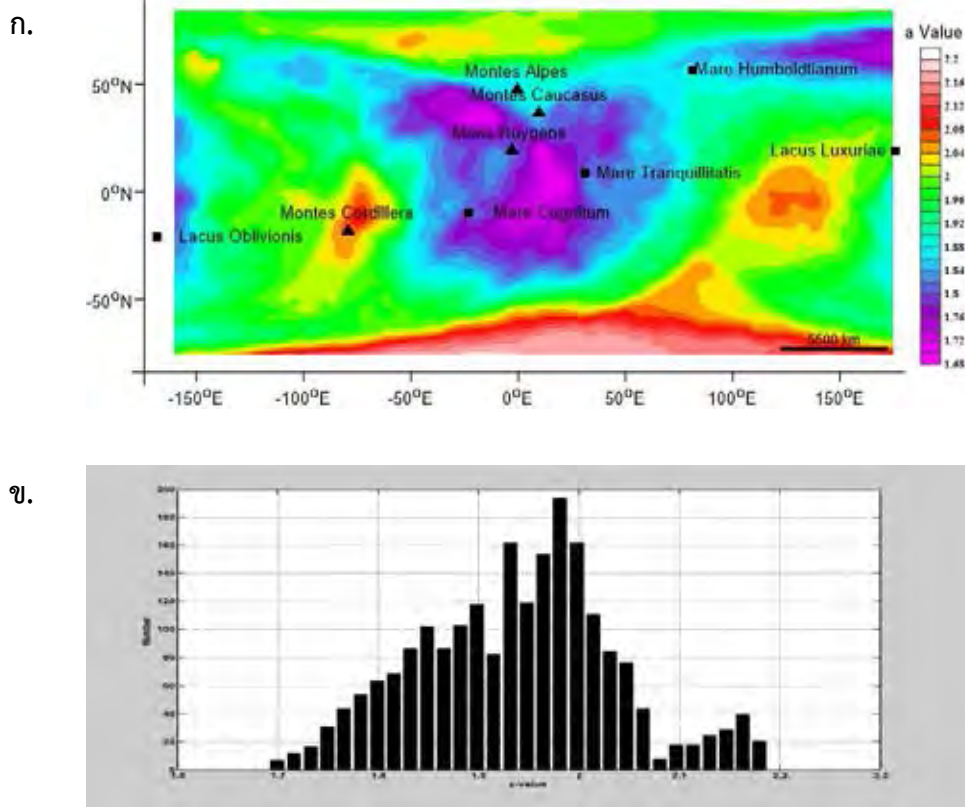 ก.
a Value
2.2
2.16
2.12
2.08
2.04
2
1.96
1.92
1.88
1.84
1.8
1.76
1.72
1.68
50°N
0°N
-50°N
Montes Alpes
Mare Humboldtianum
Montes Caucasus
Lacus Luxuriae
Mare Tranquillitatis
Montes Cordillera
Mare Cognitum
Lacus Oblivionis
5500 km
-150°E
-100°E
-50°E
0°E
50°E
100°E
150°E
ข.
Number
a-value